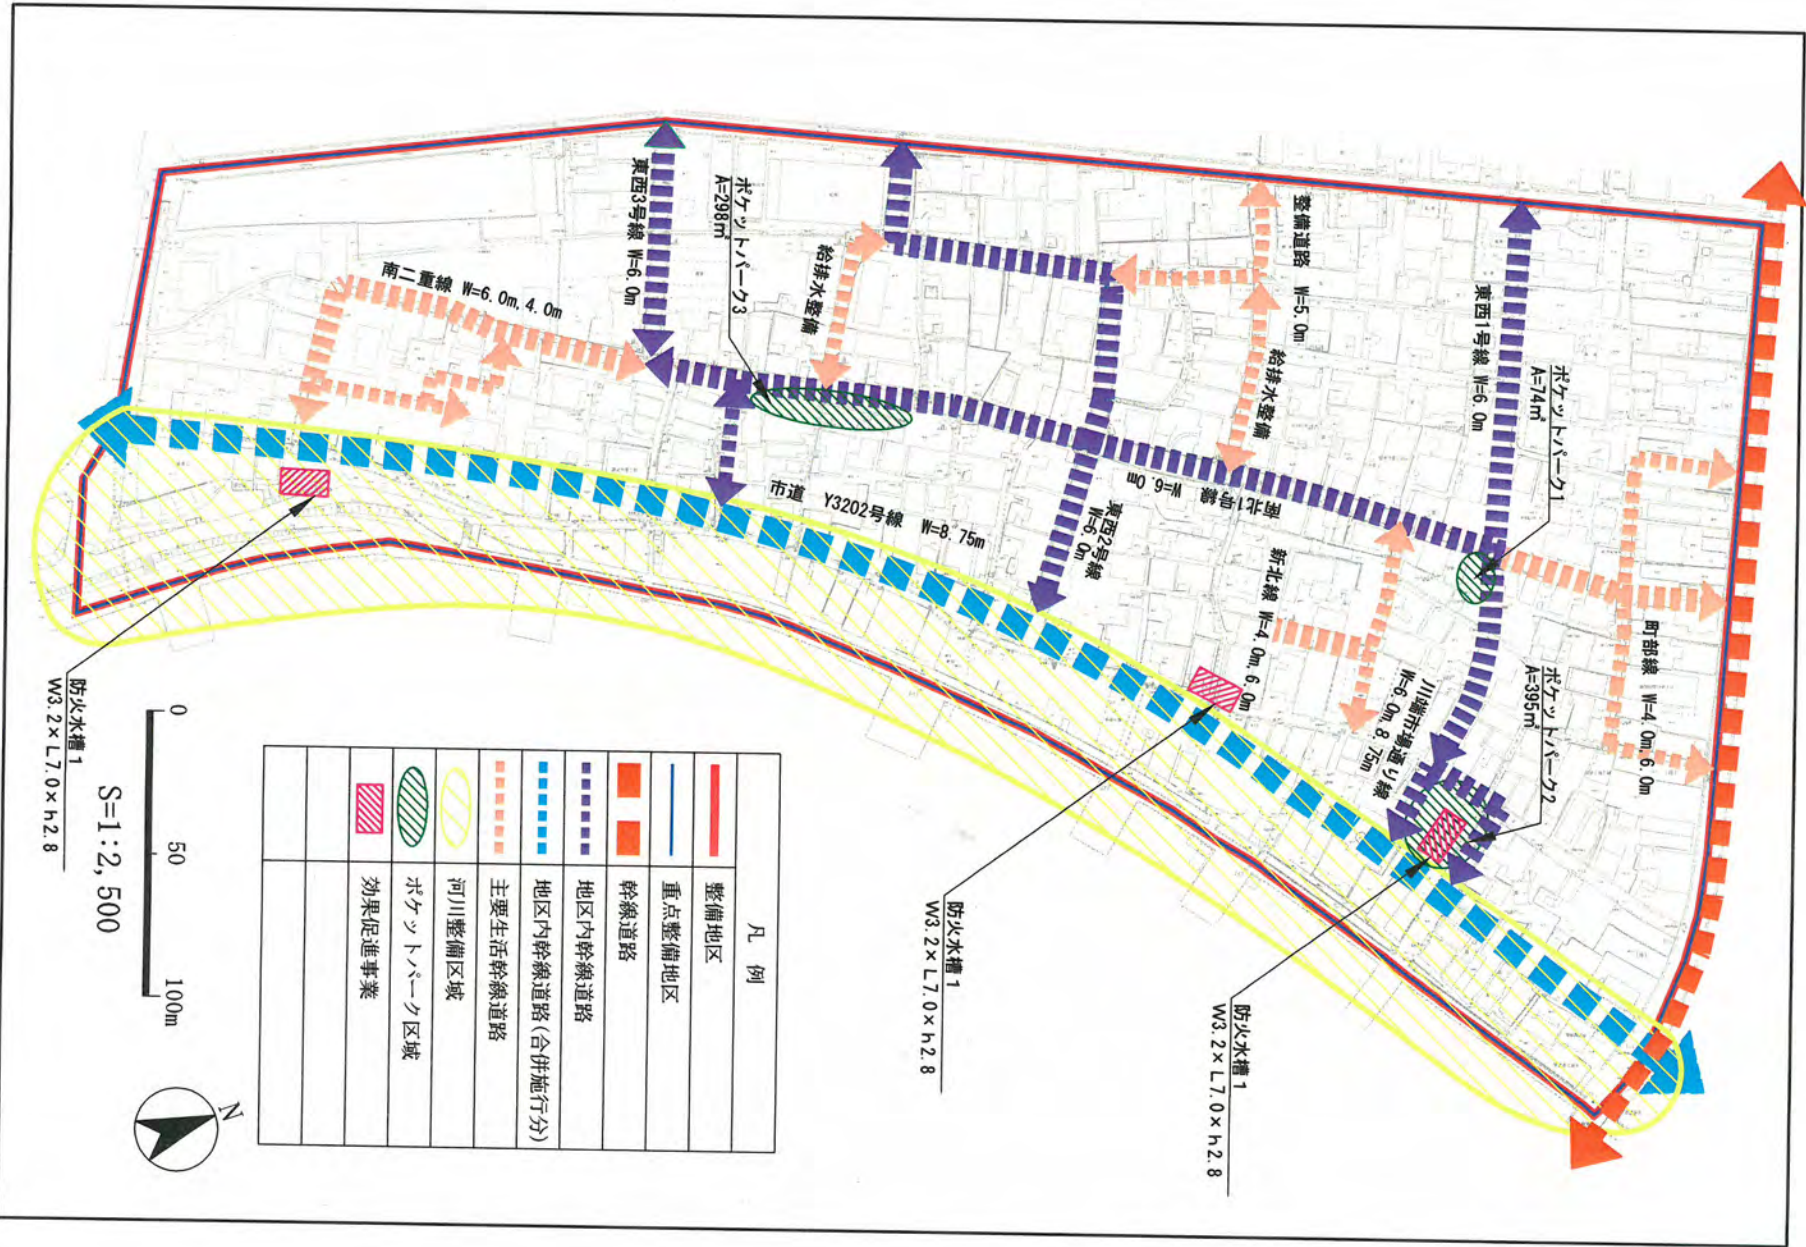 整備道路 W=5.0m
東西1号線 W=6.0m
ポケットパーク1
A=74㎡
ポケットパーク2
A=395㎡
町部線 W=4.0m,6.0m
川端市場通り線
W=6.0m,8.75m
新北線 W=4.0m,6.0m
給排水整備
南北1号線 W=6.0m
東西2号線
W=6.0m
市道 Y3202号線 W=8.75m
給排水整備
ポケットパーク3
A=298㎡
東西3号線 W=6.0m
南二重線 W=6.0m,4.0m
防火水槽1
W3.2×L7.0×h2.8
防火水槽1
W3.2×L7.0×h2.8
防火水槽1
W3.2×L7.0×h2.8
凡例
整備地区
重点整備地区
幹線道路
地区内幹線道路
地区内幹線道路(合併施行分)
主要生活幹線道路
河川整備区域
ポケットパーク区域
効果促進事業
0 50 100m
S=1:2,500
N